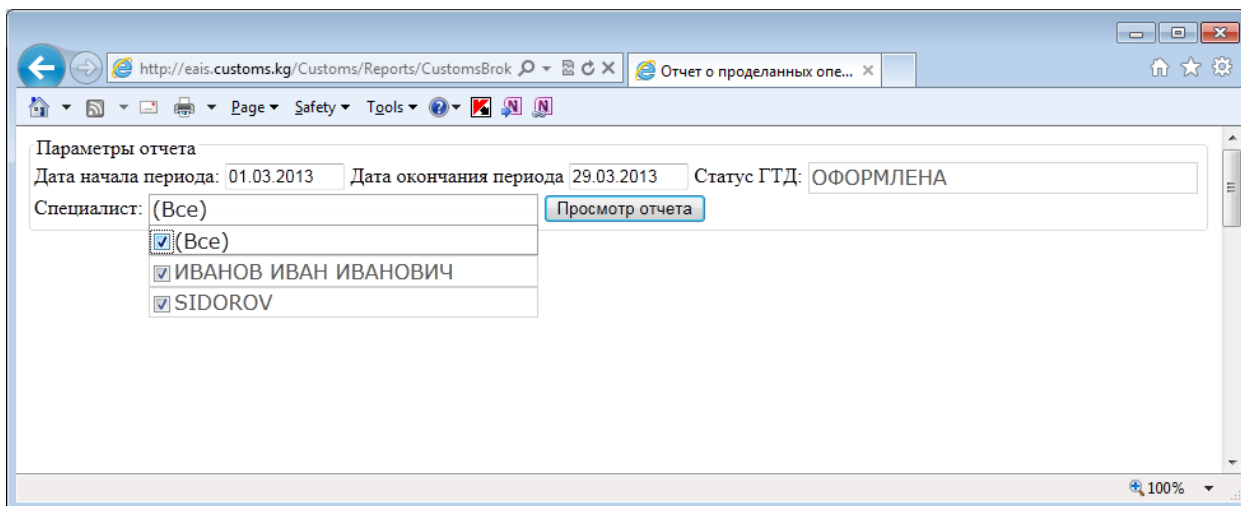 http://eais.customs.kg/Customs/Reports/CustomsBrok
Отчет о проделанных опе...
Page Safety Tools
Параметры отчета
Дата начала периода: 01.03.2013 Дата окончания периода 29.03.2013 Статус ГТД: ОФОРМЛЕНА
Специалист: (Все) Просмотр отчета
(Все)
ИВАНОВ ИВАН ИВАНОВИЧ
SIDOROV
100%